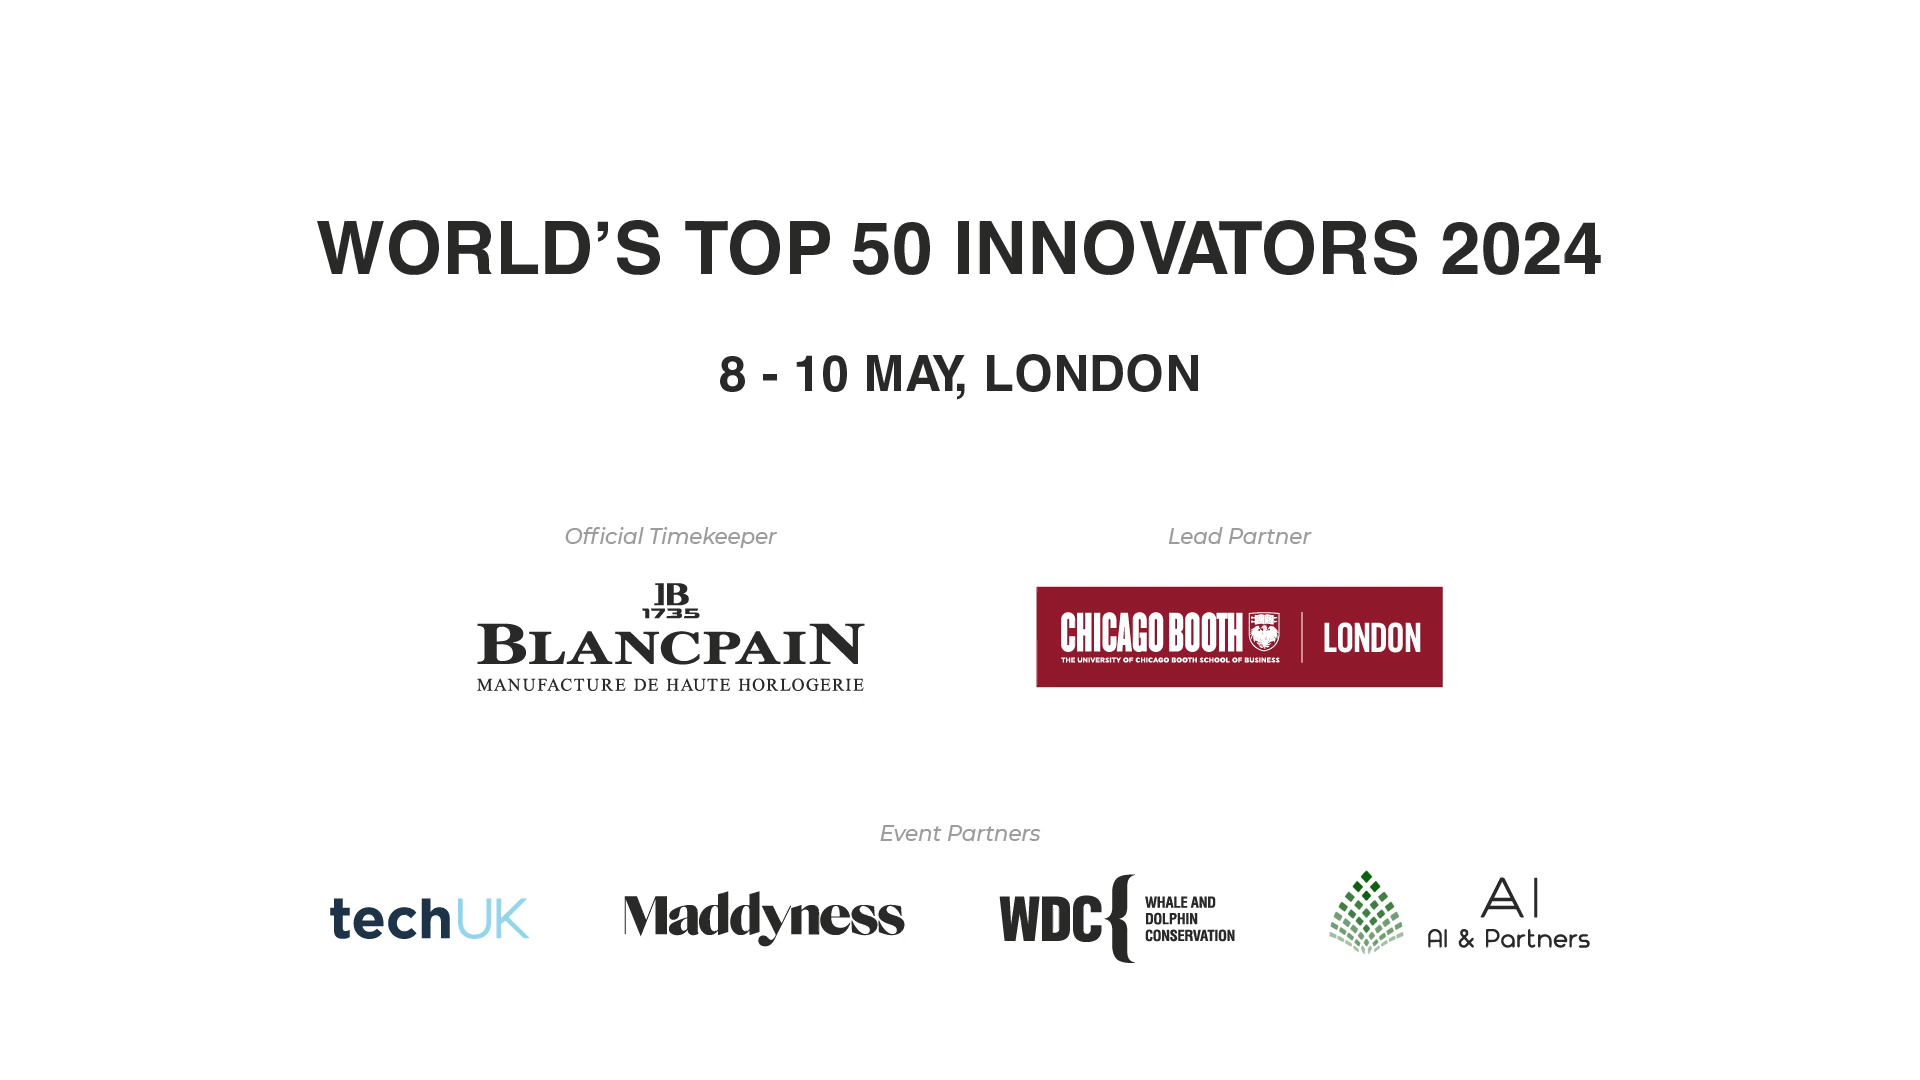 WORLD’S TOP 50 INNOVATORS 2024
8 - 10 MAY, LONDON
Official Timekeeper
Lead Partner
JB
1735
BLANCPAIN
MANUFACTURE DE HAUTE HORLOGERIE
CHICAGO BOOTH
THE UNIVERSITY OF CHICAGO BOOTH SCHOOL OF BUSINESS
LONDON
Event Partners
techUK
Maddyness
WDC
WHALE AND
DOLPHIN
CONSERVATION
AI
AI & Partners